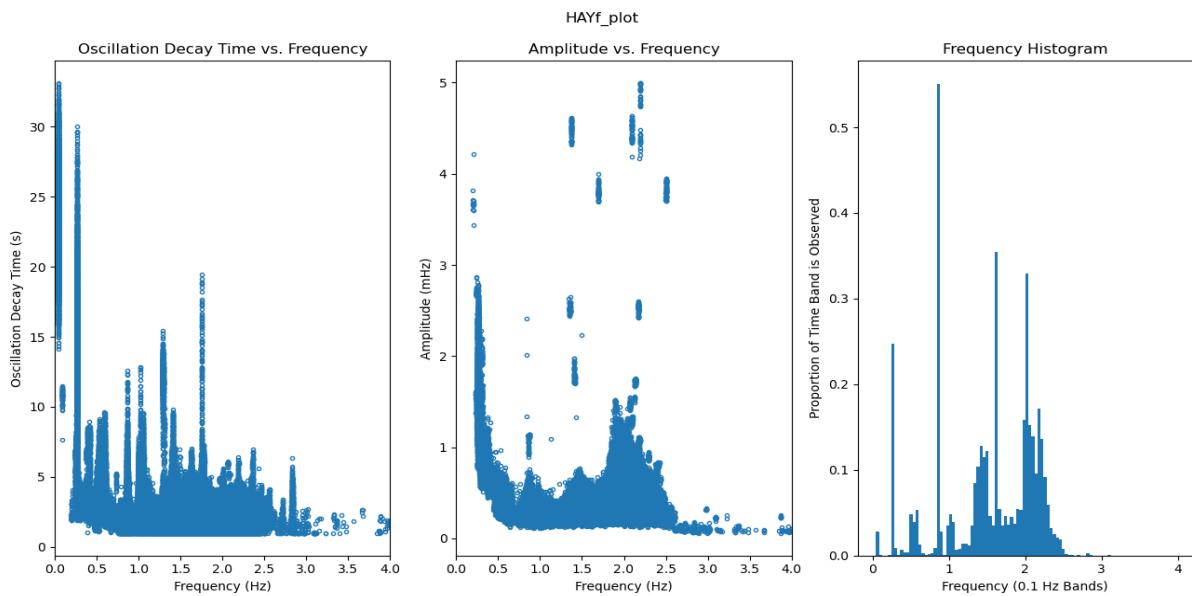 HAYf_plot
Oscillation Decay Time vs. Frequency
Oscillation Decay Time (s)
0
5
10
15
20
25
30
0.0 0.5 1.0 1.5 2.0 2.5 3.0 3.5 4.0
Frequency (Hz)
Amplitude vs. Frequency
Amplitude (mHz)
0
1
2
3
4
5
0.0 0.5 1.0 1.5 2.0 2.5 3.0 3.5 4.0
Frequency (Hz)
Frequency Histogram
Proportion of Time Band is Observed
0.0
0.1
0.2
0.3
0.4
0.5
0 1 2 3 4
Frequency (0.1 Hz Bands)